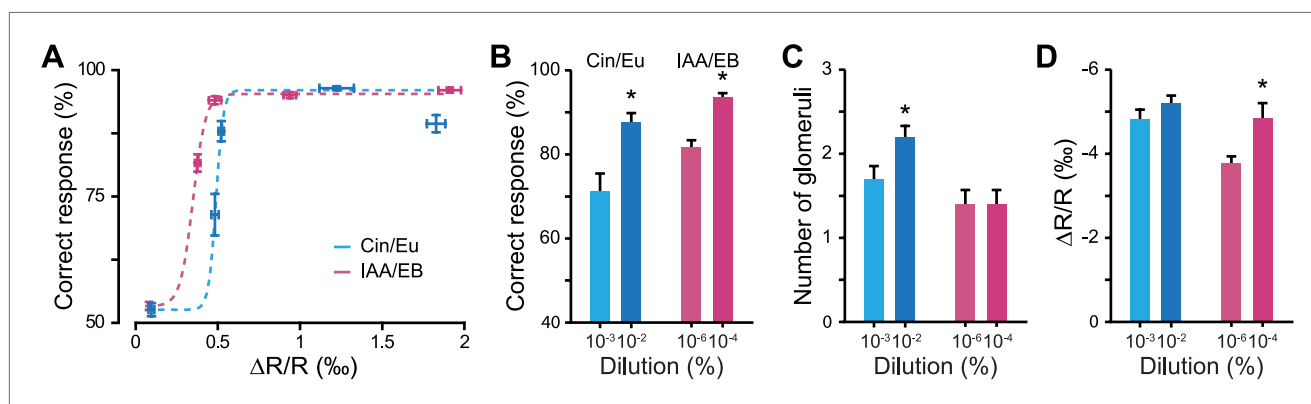 A
Correct response (%)
100
75
50
0
0.5
1
1.5
2
ΔR/R (‰)
Cin/Eu
IAA/EB
B
Cin/Eu
IAA/EB
Correct response (%)
100
80
60
40
*
*
10-3 10-2
10-6 10-4
Dilution (%)
C
Number of glomeruli
3
2
1
0
*
10-3 10-2
10-6 10-4
Dilution (%)
D
ΔR/R (‰)
-6
-4
-2
0
*
10-3 10-2
10-6 10-4
Dilution (%)